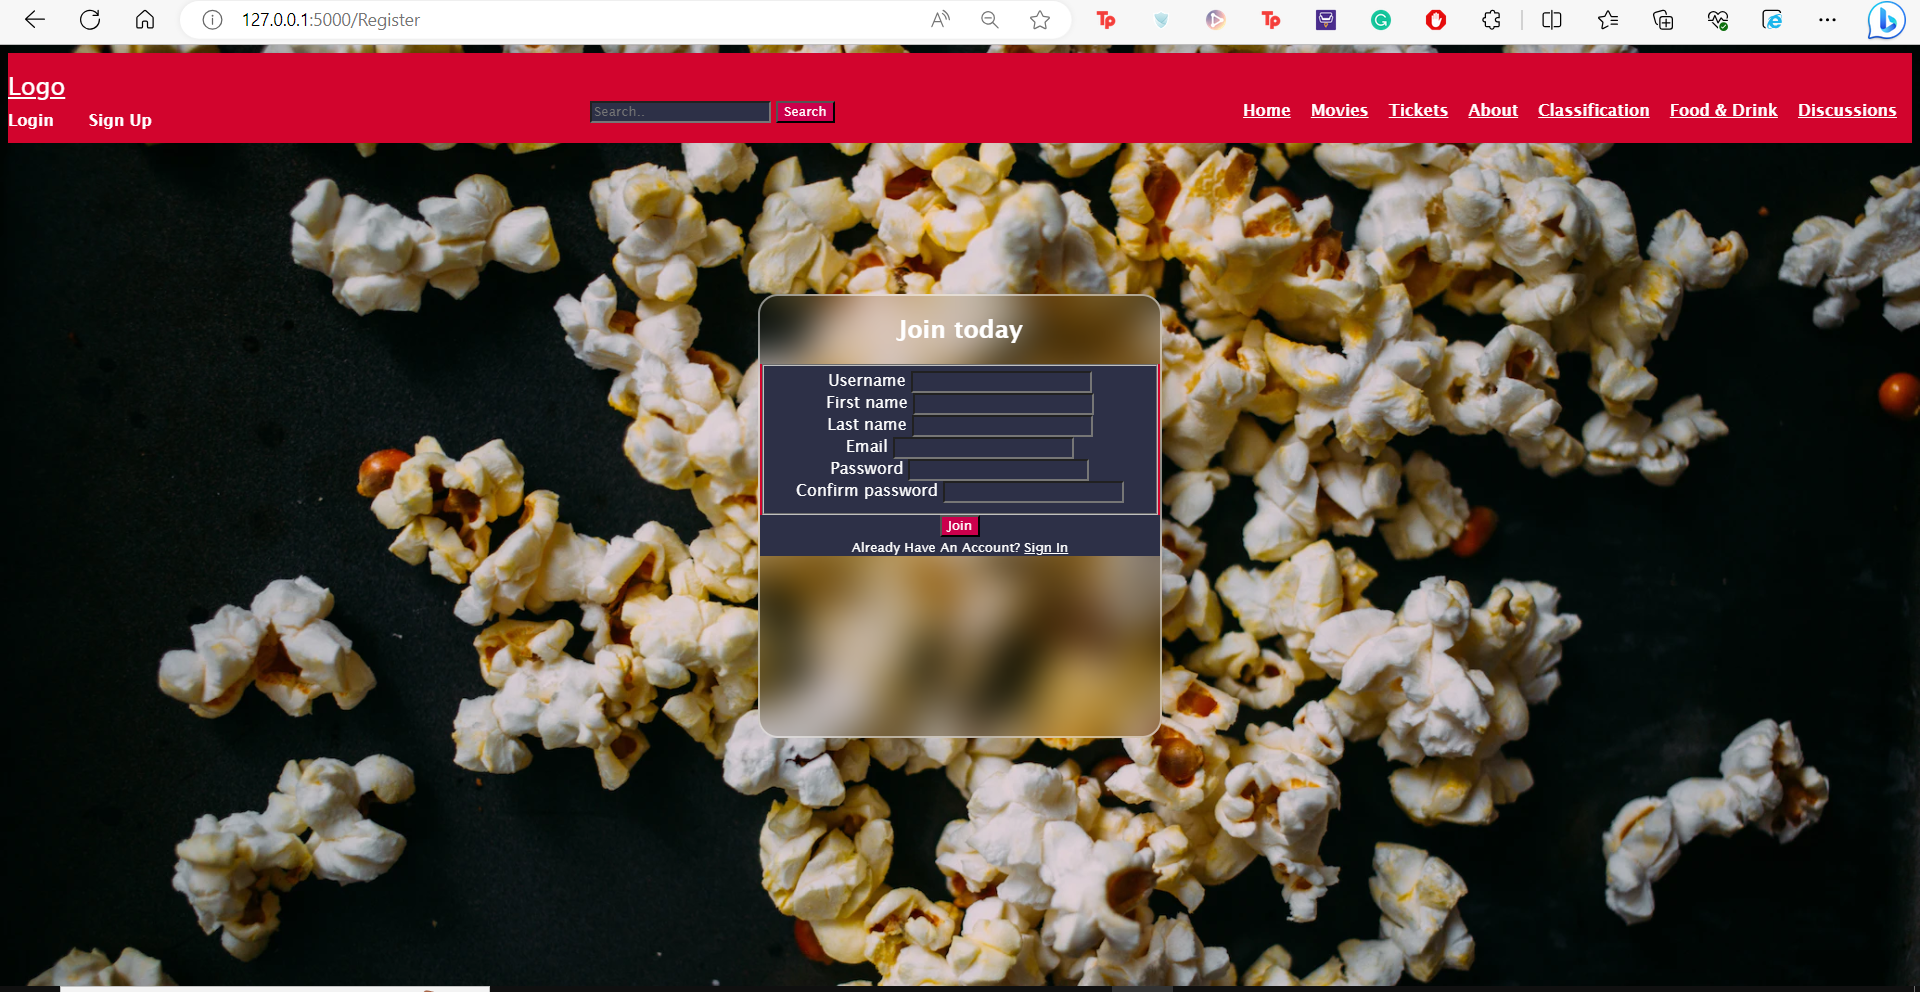 127.0.0.1:5000/Register
Logo
Login Sign Up
Search..
Search
Home Movies Tickets About Classification Food & Drink Discussions
Join today
Username
First name
Last name
Email
Password
Confirm password
Join
Already Have An Account? Sign In